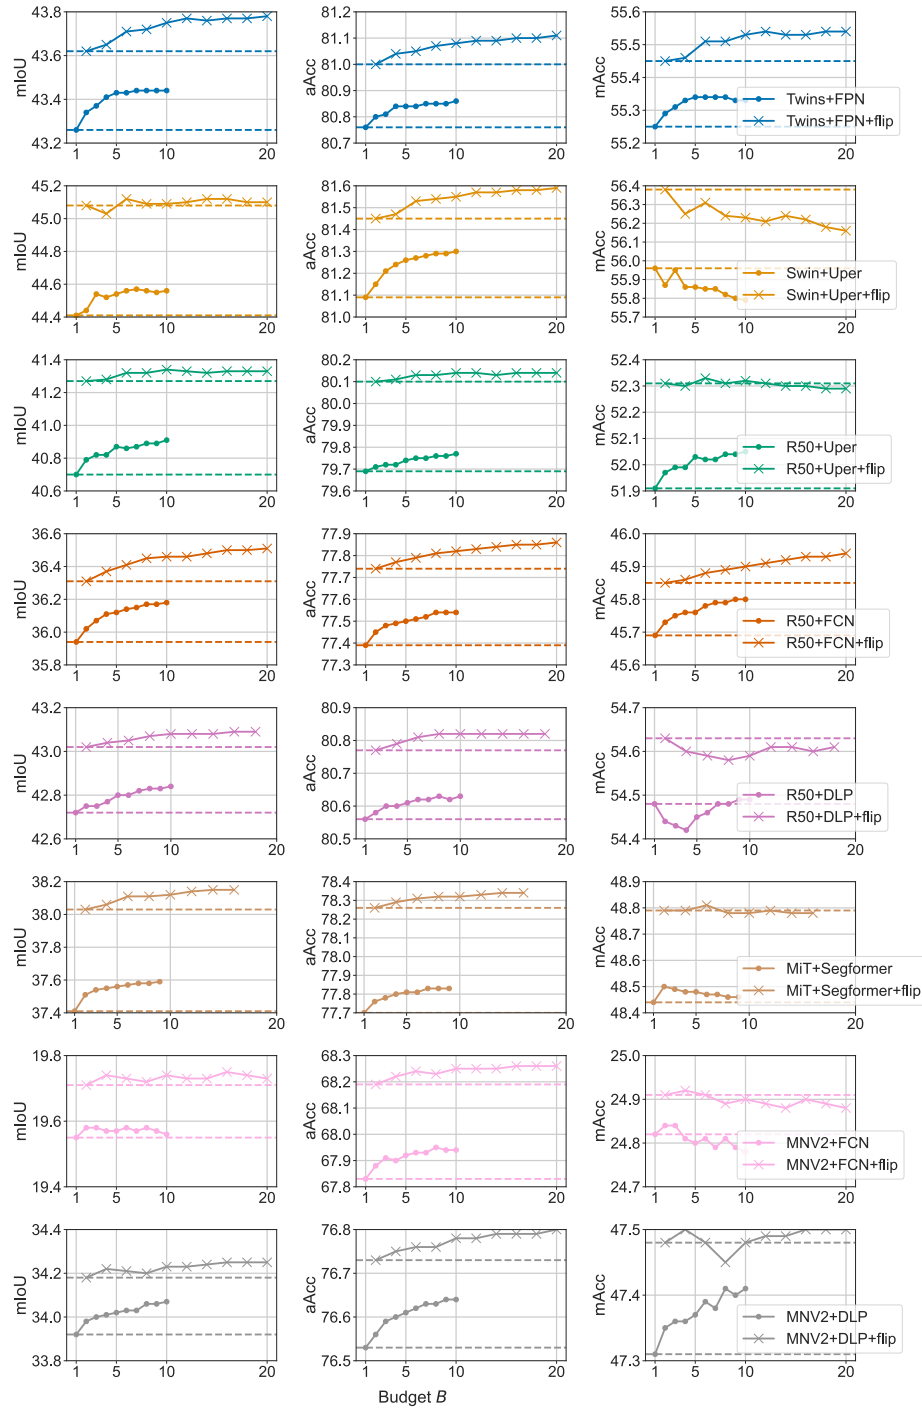 43.8
43.6
43.4
43.2
mIoU
1 5 10 20
81.2
81.1
81.0
80.9
80.8
80.7
aAcc
1 5 10 20
55.6
55.5
55.4
55.3
55.2
mAcc
1 5 10 20
Twins+FPN
Twins+FPN+flip
45.2
45.0
44.8
44.6
44.4
mIoU
1 5 10 20
81.6
81.5
81.4
81.3
81.2
81.1
81.0
aAcc
1 5 10 20
56.4
56.3
56.2
56.1
56.0
55.9
55.8
55.7
mAcc
1 5 10 20
Swin+Uper
Swin+Uper+flip
41.4
41.2
41.0
40.8
40.6
mIoU
1 5 10 20
80.2
80.1
80.0
79.9
79.8
79.7
79.6
aAcc
1 5 10 20
52.4
52.3
52.2
52.1
52.0
51.9
mAcc
1 5 10 20
R50+Uper
R50+Uper+flip
36.6
36.4
36.2
36.0
35.8
mIoU
1 5 10 20
77.9
77.8
77.7
77.6
77.5
77.4
77.3
aAcc
1 5 10 20
46.0
45.9
45.8
45.7
45.6
mAcc
1 5 10 20
R50+FCN
R50+FCN+flip
43.2
43.0
42.8
42.6
mIoU
1 5 10 20
80.9
80.8
80.7
80.6
80.5
aAcc
1 5 10 20
54.7
54.6
54.5
54.4
mAcc
1 5 10 20
R50+DLP
R50+DLP+flip
38.2
38.0
37.8
37.6
37.4
mIoU
1 5 10 20
78.4
78.3
78.2
78.1
78.0
77.9
77.8
77.7
aAcc
1 5 10 20
48.9
48.8
48.7
48.6
48.5
48.4
mAcc
1 5 10 20
MiT+Segformer
MiT+Segformer+flip
19.8
19.6
19.4
mIoU
1 5 10 20
68.3
68.2
68.1
68.0
67.9
67.8
aAcc
1 5 10 20
25.0
24.9
24.8
24.7
mAcc
1 5 10 20
MNV2+FCN
MNV2+FCN+flip
34.4
34.2
34.0
33.8
mIoU
1 5 10 20
76.8
76.7
76.6
76.5
aAcc
1 5 10 20
47.5
47.4
47.3
mAcc
1 5 10 20
MNV2+DLP
MNV2+DLP+flip
Budget B